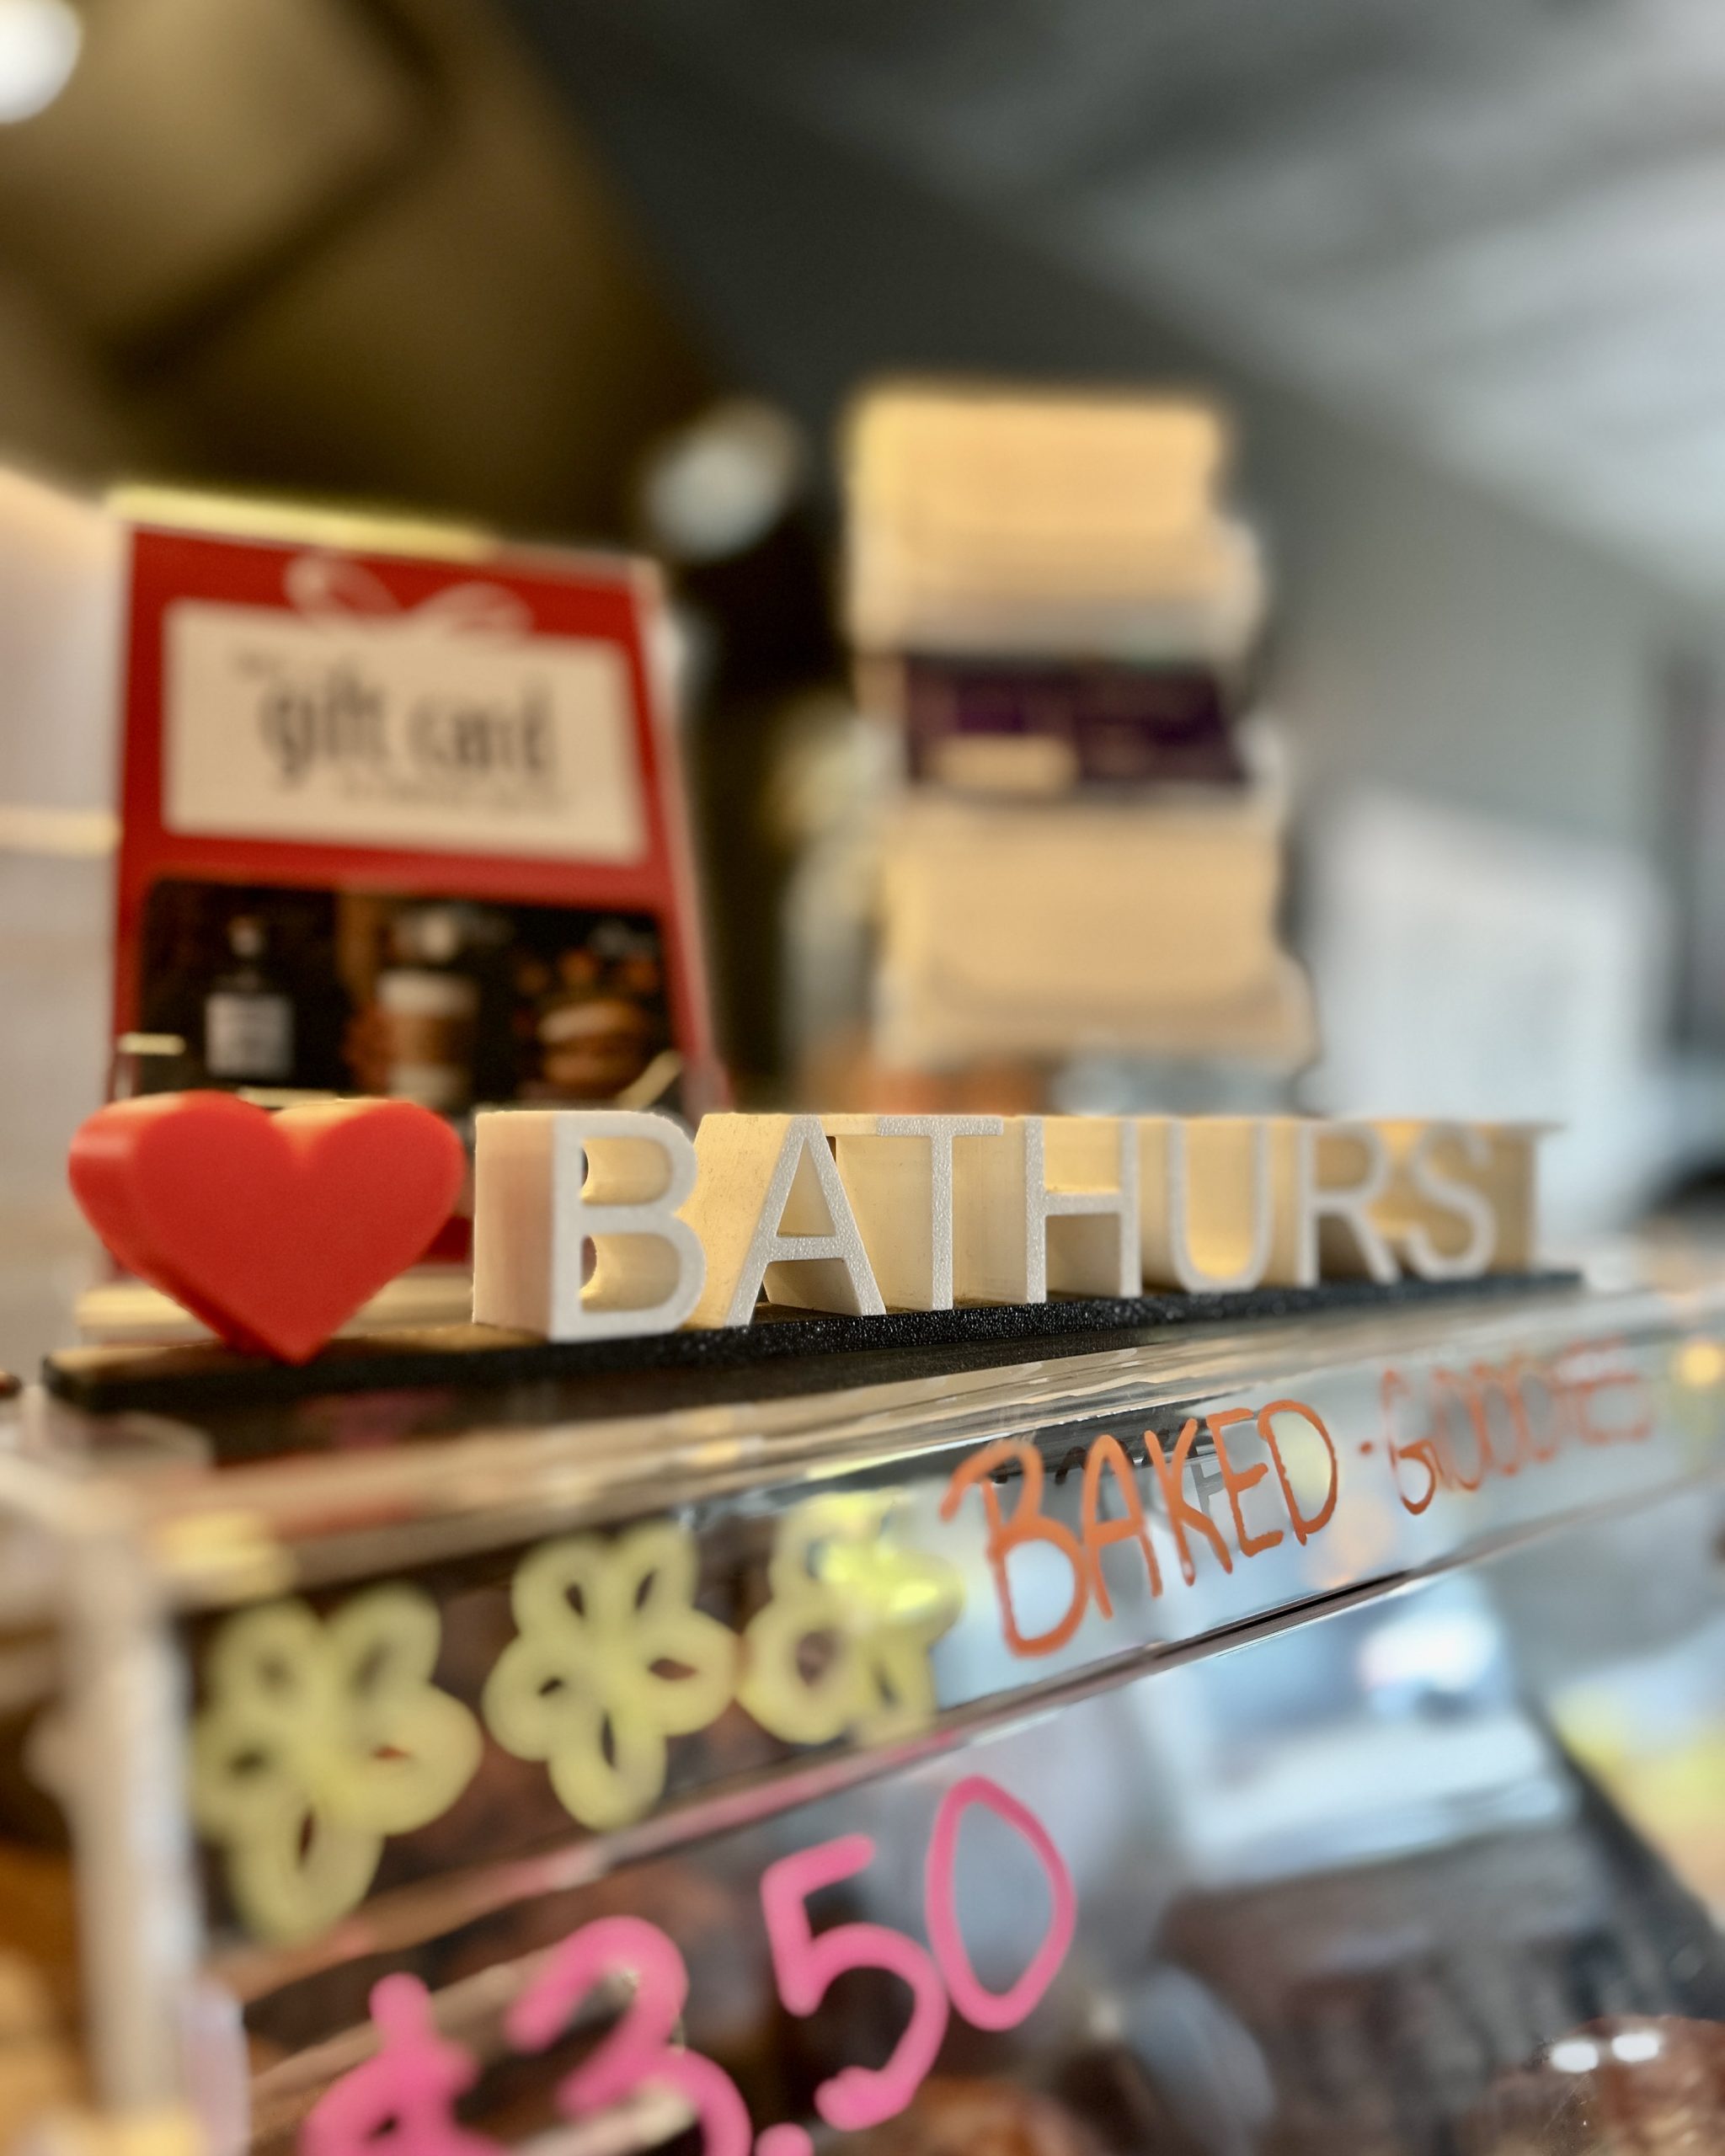 gift card
BATHURST
BAKED·GOODIES
$3.50